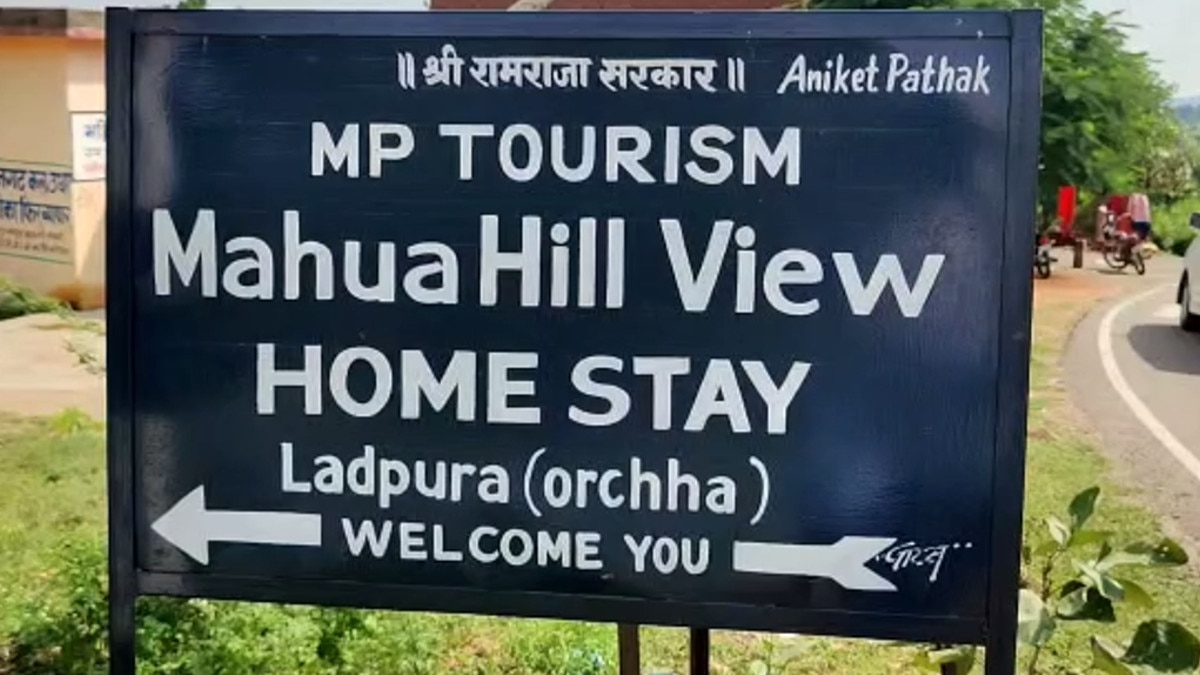 ॥ श्री रामराजा सरकार ॥ Aniket Pathak
MP TOURISM
Mahua Hill View
HOME STAY
Ladpura (orchha)
WELCOME YOU